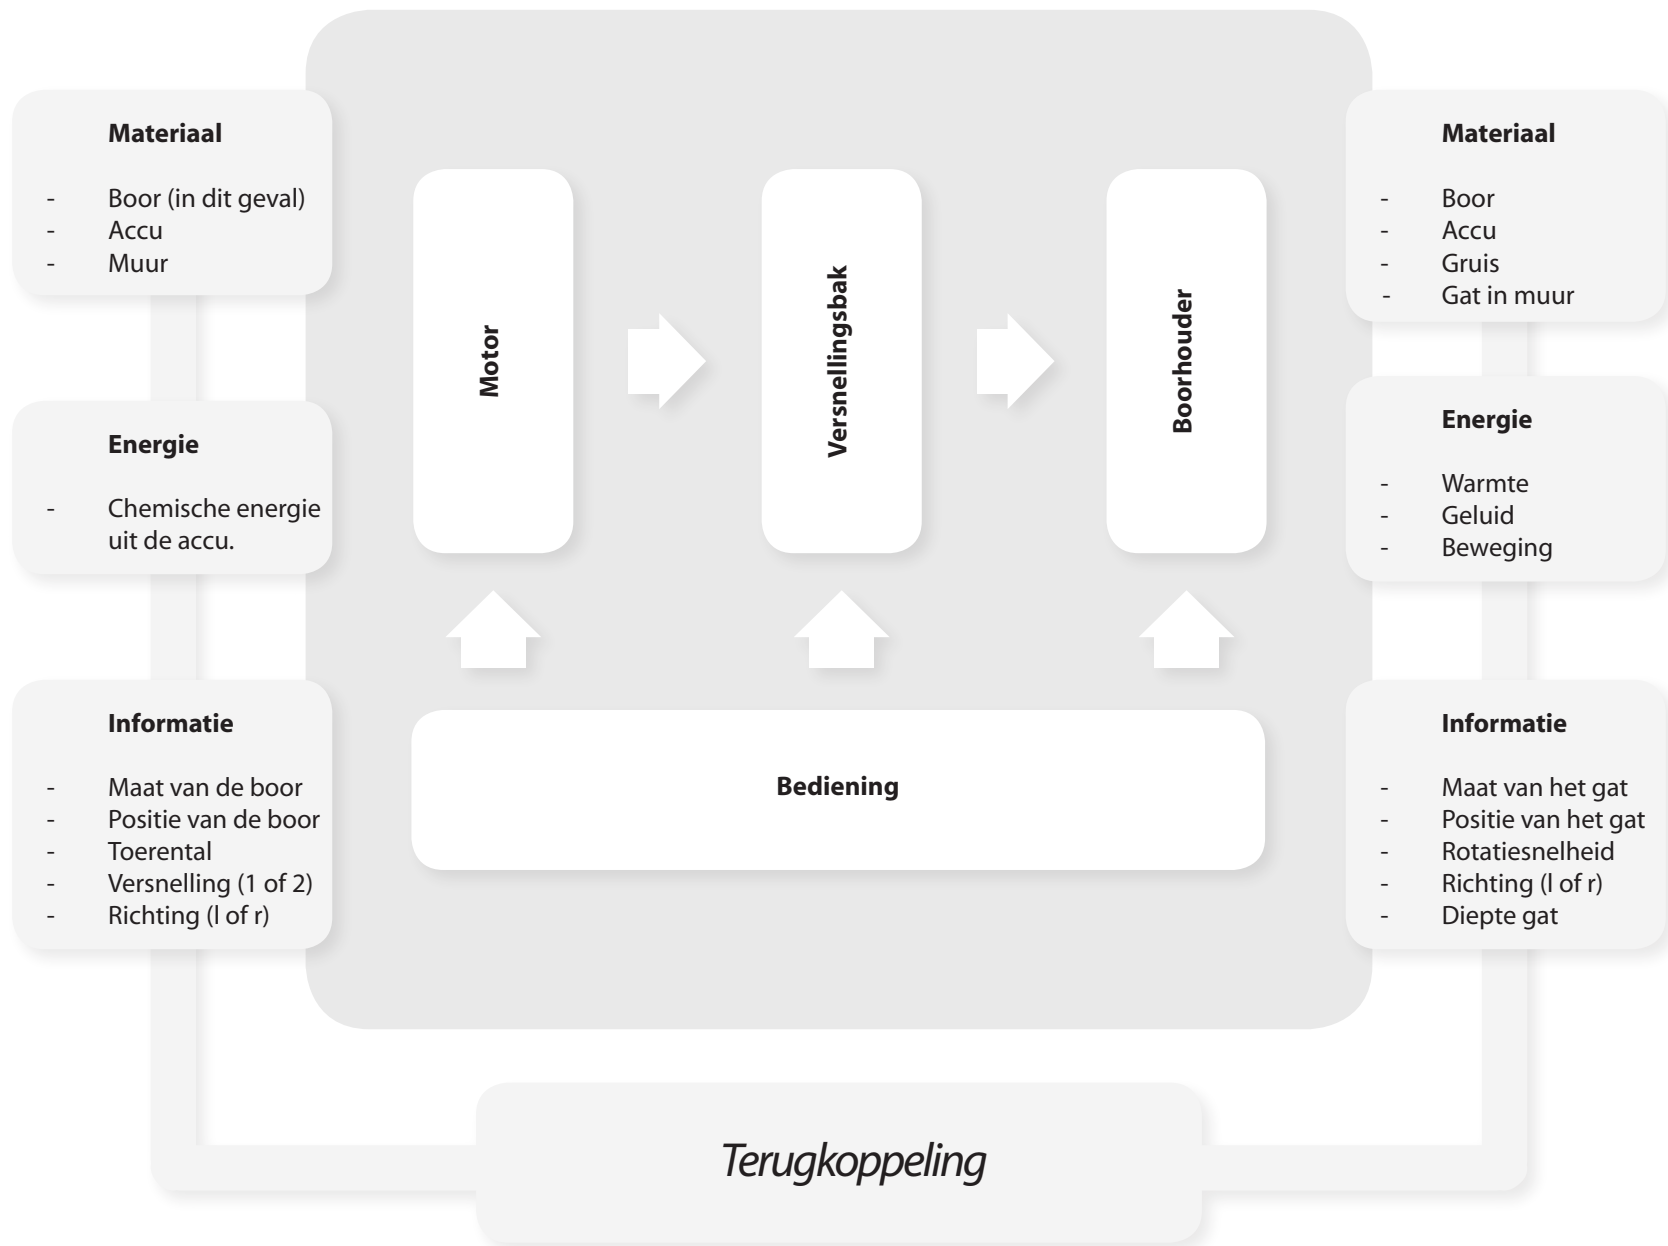 Materiaal
- Boor (in dit geval)
- Accu
- Muur
Energie
- Chemische energie
uit de accu.
Informatie
- Maat van de boor
- Positie van de boor
- Toerental
- Versnelling (1 of 2)
- Richting (l of r)
Motor
Versnellingsbak
Boorhouder
Bediening
Materiaal
- Boor
- Accu
- Gruis
- Gat in muur
Energie
- Warmte
- Geluid
- Beweging
Informatie
- Maat van het gat
- Positie van het gat
- Rotatiesnelheid
- Richting (l of r)
- Diepte gat
Terugkoppeling